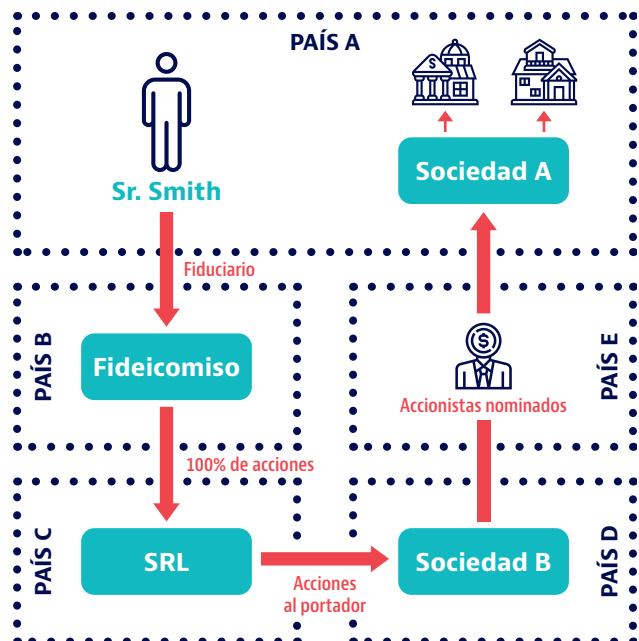 PAÍS A
Sr. Smith
Sociedad A
Fiduciario
PAÍS B
Fideicomiso
PAÍS E
$
Accionistas nominados
100% de acciones
PAÍS C
SRL
Acciones
al portador
Sociedad B
PAÍS D
$